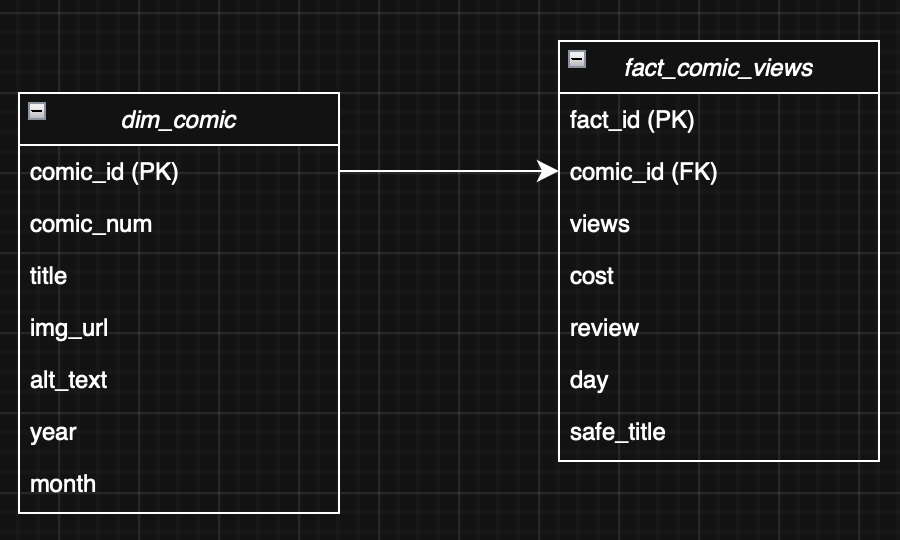 dim_comic
comic_id (PK)
comic_num
title
img_url
alt_text
year
month
fact_comic_views
fact_id (PK)
comic_id (FK)
views
cost
review
day
safe_title